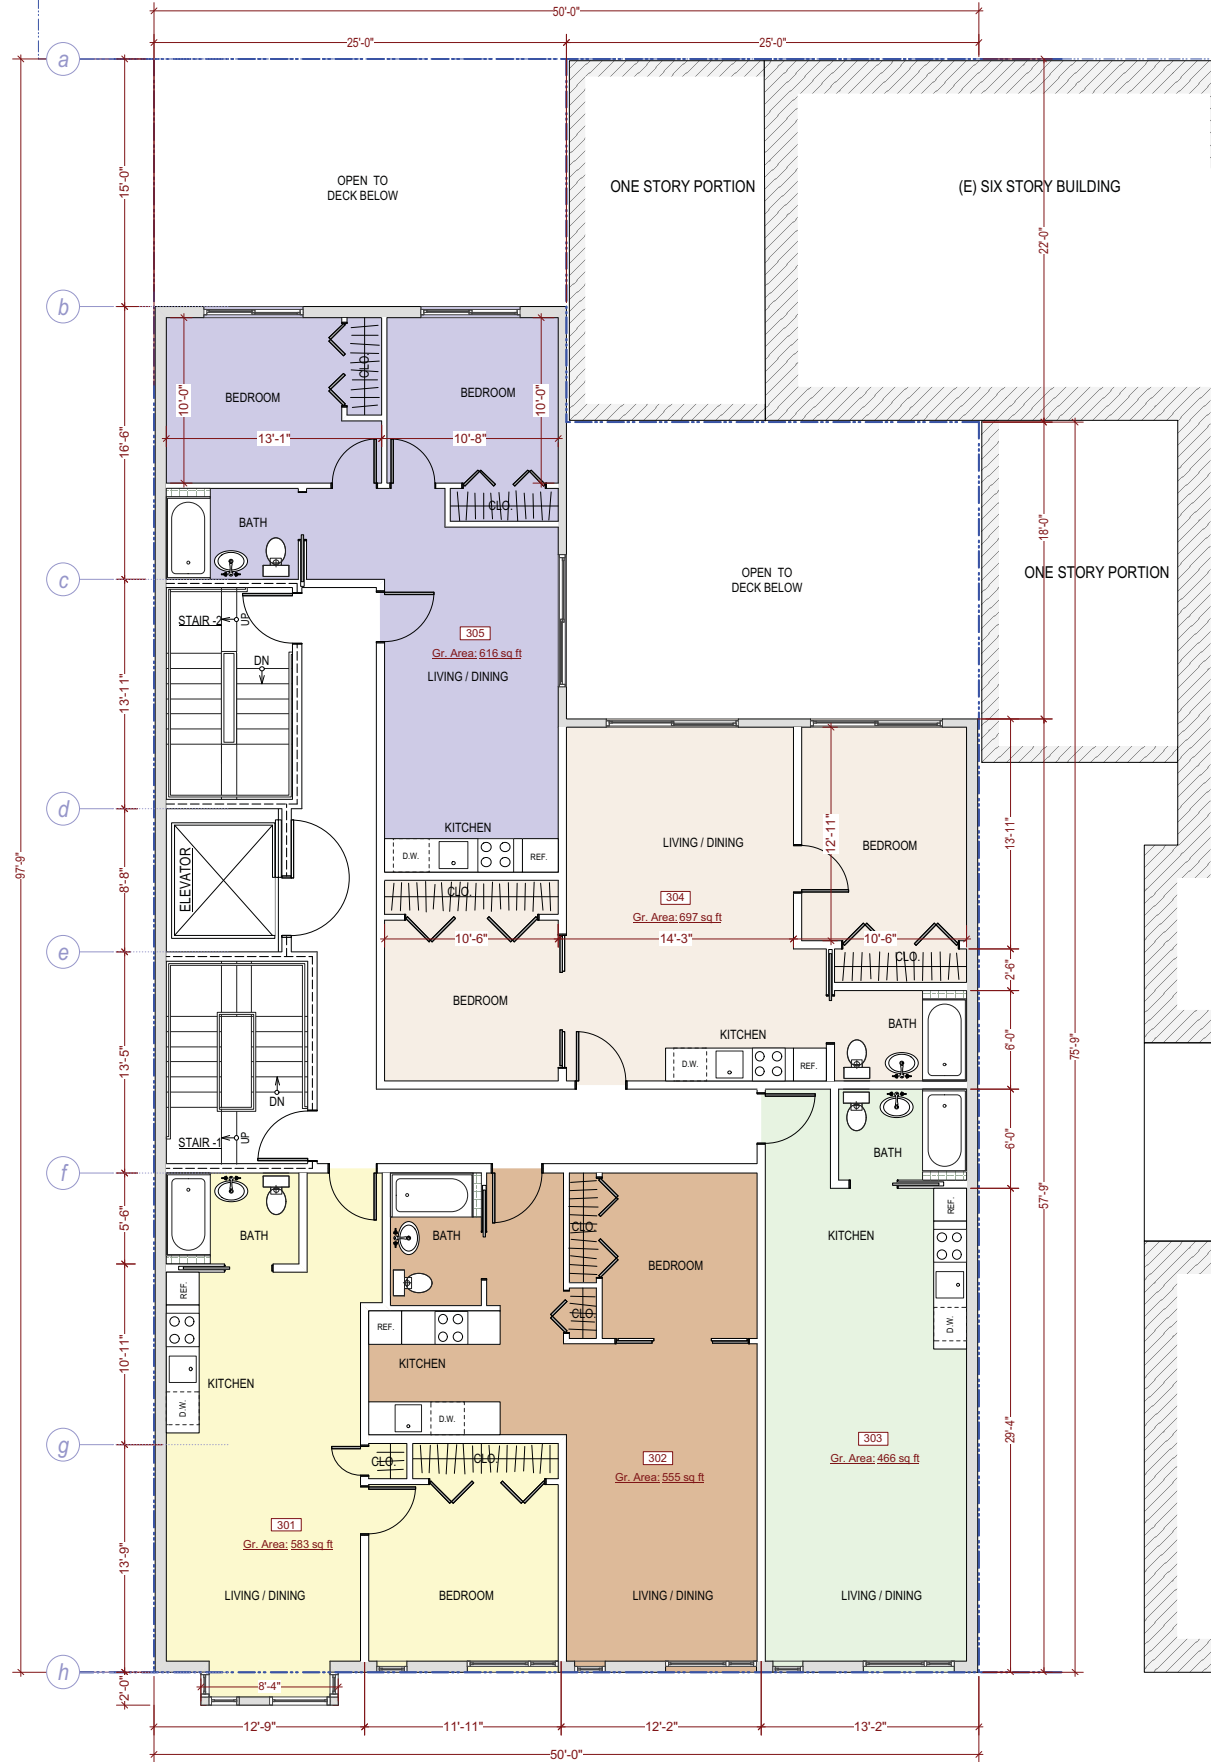 50'-0"
25'-0"
25'-0"
a
15'-0"
OPEN TO
DECK BELOW
ONE STORY PORTION
(E) SIX STORY BUILDING
22'-0"
b
10'-0"
BEDROOM
CLO.
BEDROOM
10'-0"
13'-1"
10'-8"
16'-6"
CLO.
BATH
18'-0"
c
OPEN TO
DECK BELOW
ONE STORY PORTION
STAIR -2
UP
DN
305
Gr. Area: 616 sq ft
LIVING / DINING
13'-11"
d
KITCHEN
D.W.
REF.
97'-9"
8'-8"
ELEVATOR
CLO.
LIVING / DINING
12'-11"
BEDROOM
13'-11"
304
Gr. Area: 697 sq ft
e
10'-6"
14'-3"
10'-6"
CLO.
2'-6"
BEDROOM
KITCHEN
BATH
D.W.
REF.
6'-0"
75'-9"
13'-5"
DN
STAIR -1
UP
BATH
6'-0"
f
5'-6"
BATH
BATH
CLO.
BEDROOM
KITCHEN
REF.
57'-9"
REF.
CLO.
REF.
D.W.
10'-11"
KITCHEN
KITCHEN
D.W.
D.W.
g
CLO.
CLO.
302
Gr. Area: 555 sq ft
303
Gr. Area: 466 sq ft
29'-4"
301
Gr. Area: 583 sq ft
13'-9"
LIVING / DINING
BEDROOM
LIVING / DINING
LIVING / DINING
h
2'-0"
8'-4"
12'-9"
11'-11"
12'-2"
13'-2"
50'-0"